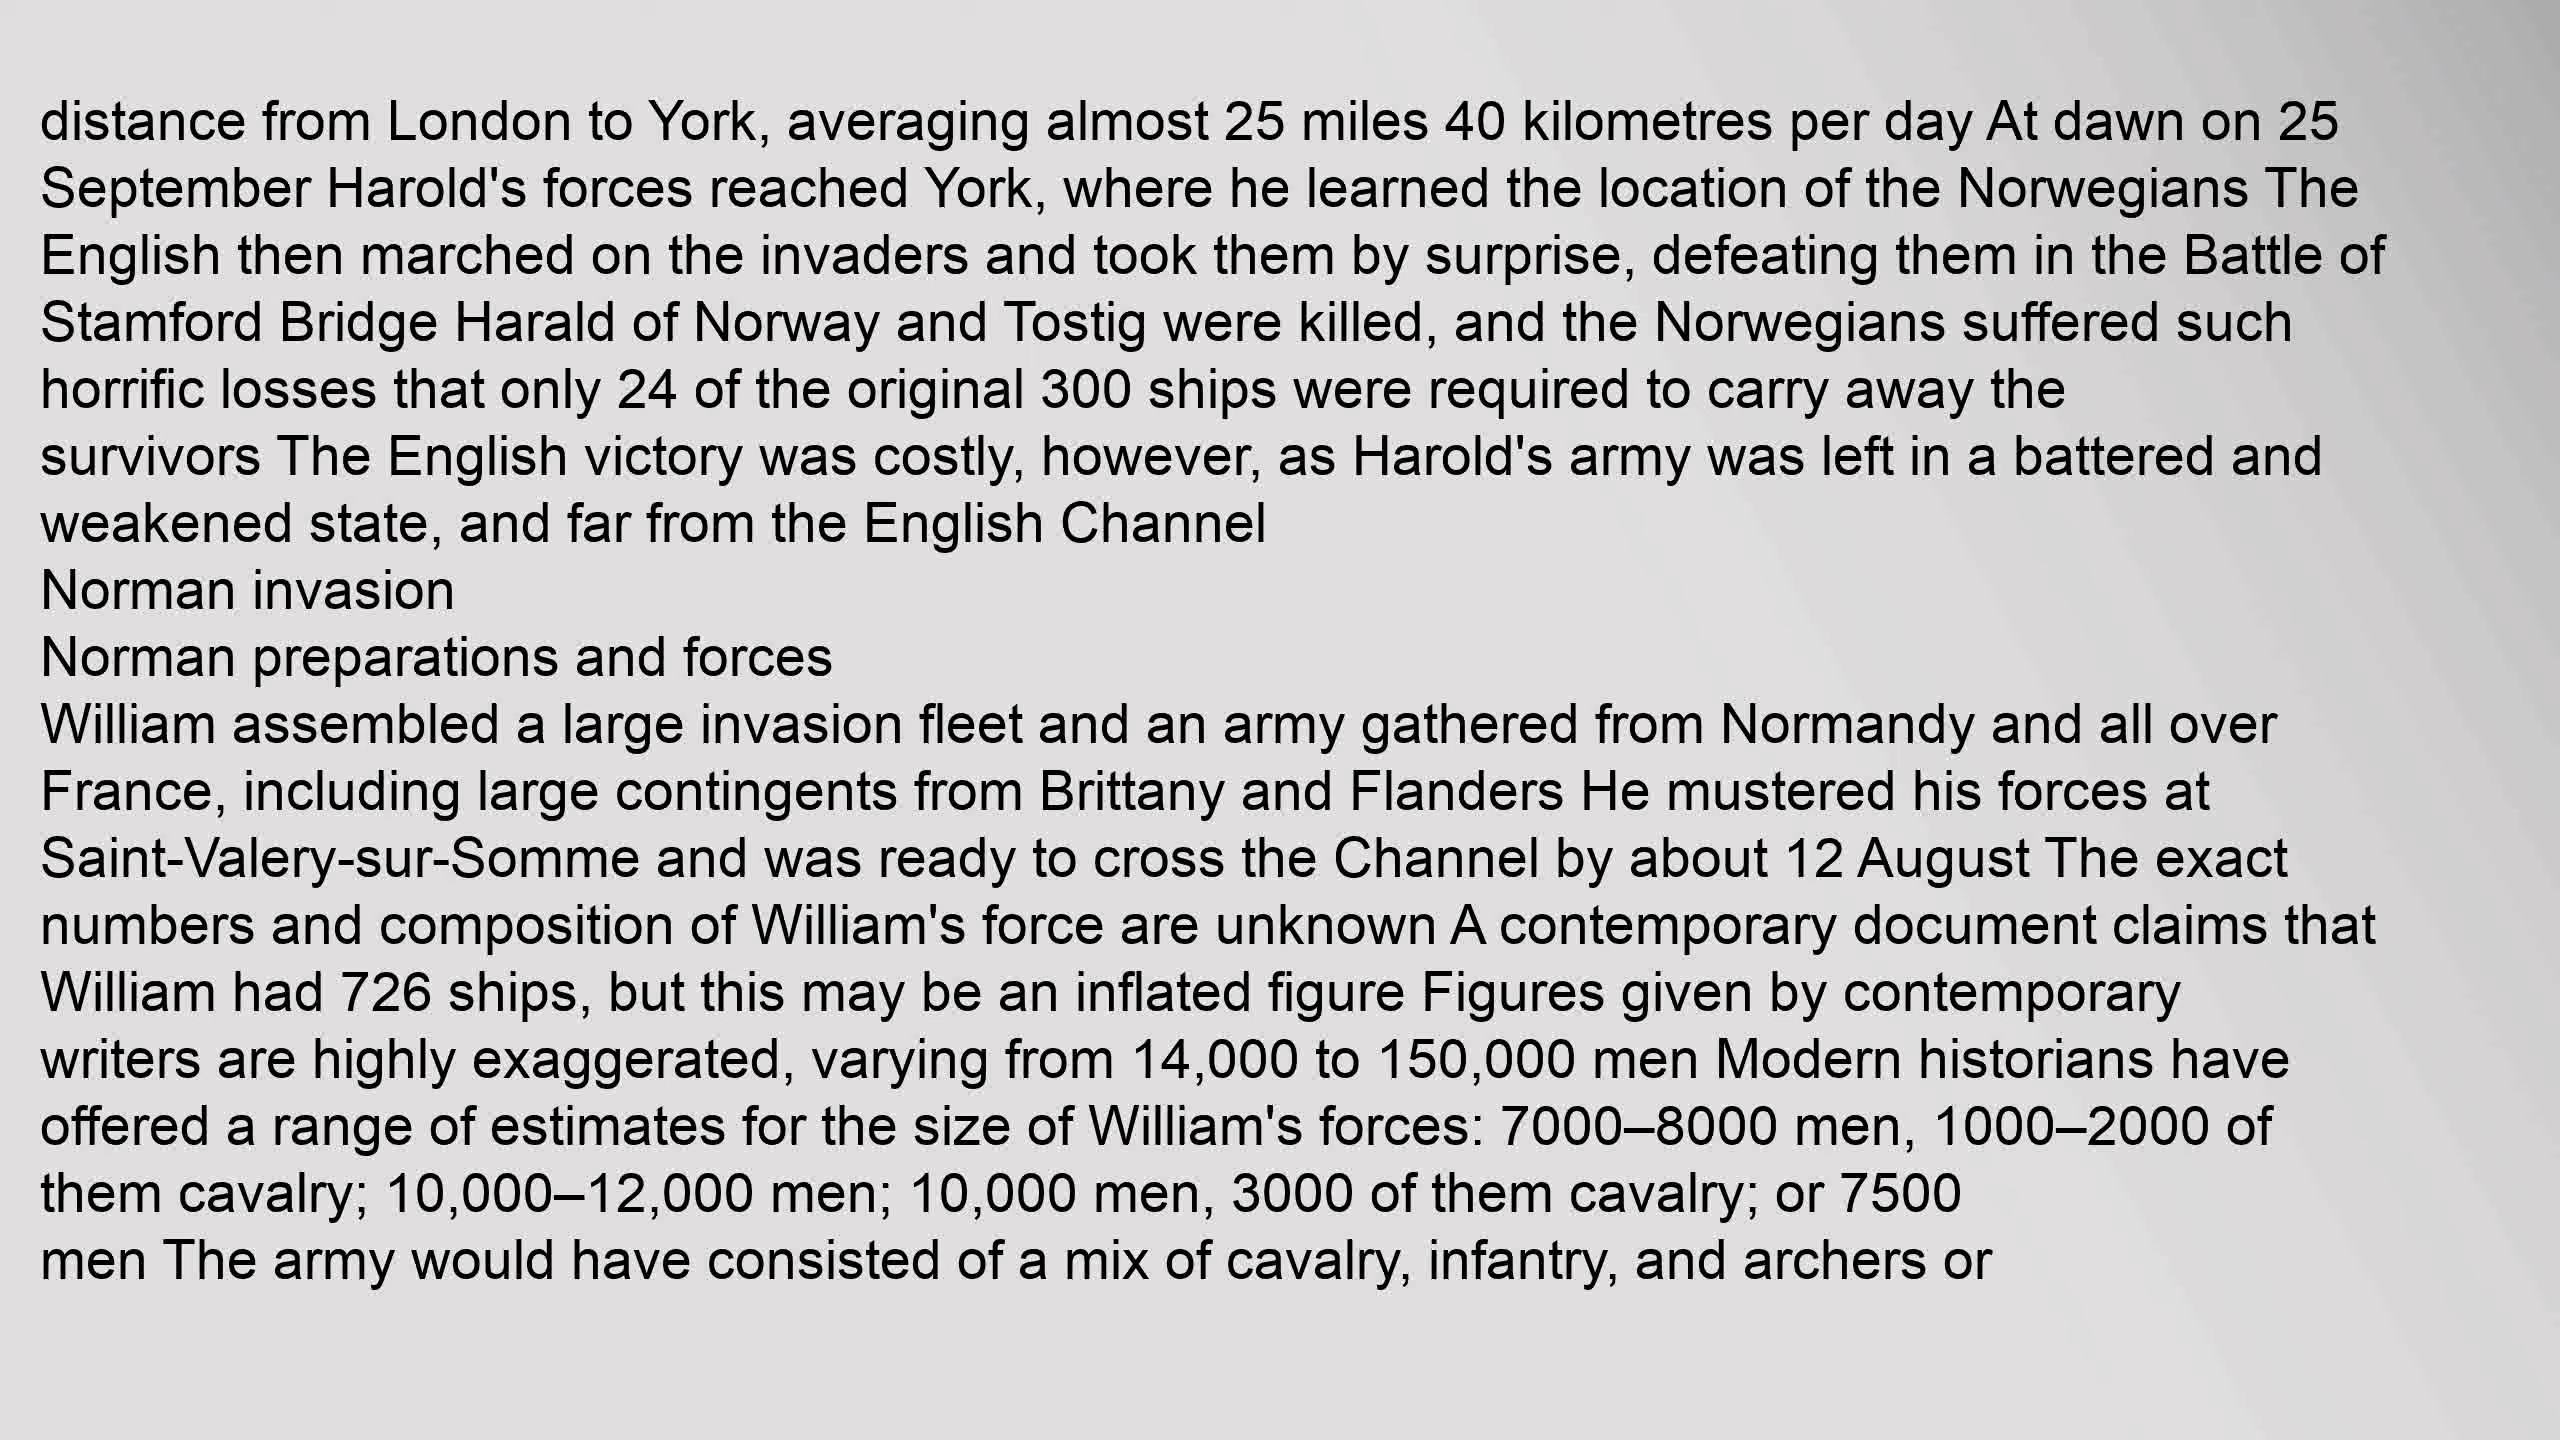 distance from London to York, averaging almost 25 miles 40 kilometres per day At dawn on 25
September Harold's forces reached York, where he learned the location of the Norwegians The
English then marched on the invaders and took them by surprise, defeating them in the Battle of
Stamford Bridge Harald of Norway and Tostig were killed, and the Norwegians suffered such
horrific losses that only 24 of the original 300 ships were required to carry away the
survivors The English victory was costly, however, as Harold's army was left in a battered and
weakened state, and far from the English Channel
Norman invasion
Norman preparations and forces
William assembled a large invasion fleet and an army gathered from Normandy and all over
France, including large contingents from Brittany and Flanders He mustered his forces at
Saint-Valery-sur-Somme and was ready to cross the Channel by about 12 August The exact
numbers and composition of William's force are unknown A contemporary document claims that
William had 726 ships, but this may be an inflated figure Figures given by contemporary
writers are highly exaggerated, varying from 14,000 to 150,000 men Modern historians have
offered a range of estimates for the size of William's forces: 7000–8000 men, 1000–2000 of
them cavalry; 10,000–12,000 men; 10,000 men, 3000 of them cavalry; or 7500
men The army would have consisted of a mix of cavalry, infantry, and archers or